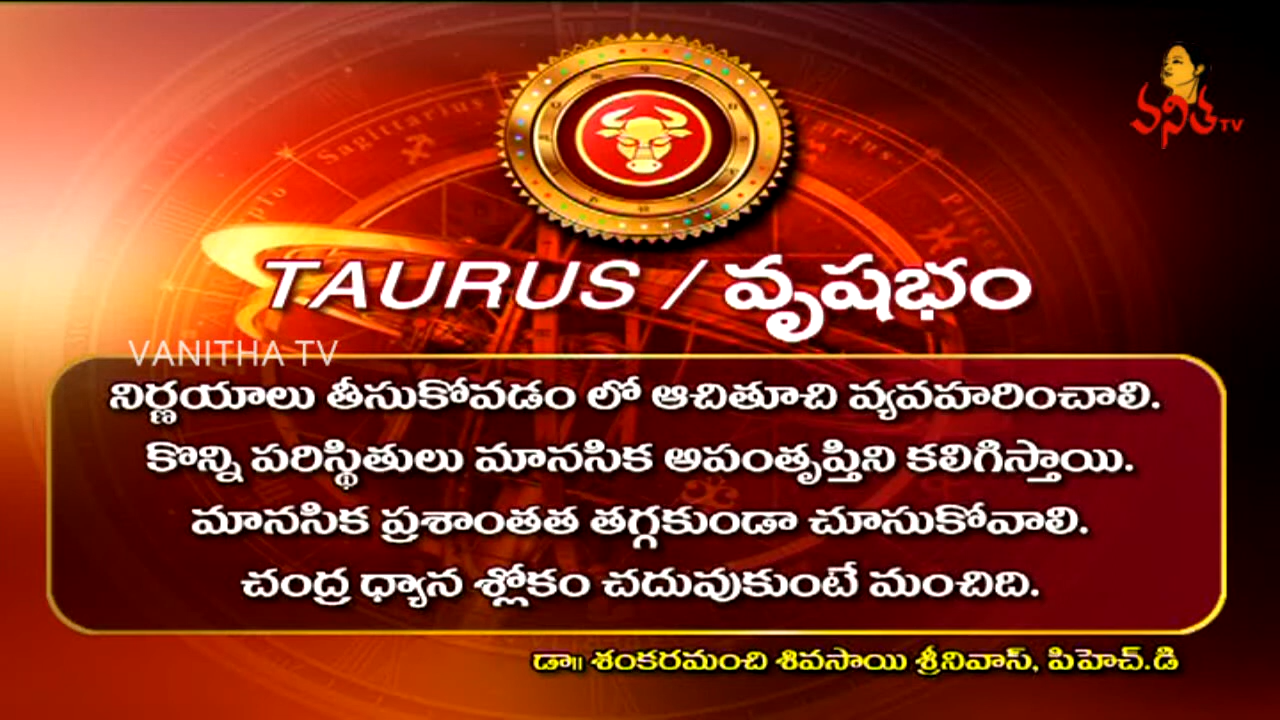 Sagittarius
వనిత TV
TAURUS / వృషభం
VANITHA TV
నిర్ణయాలు తీసుకోవడం లో ఆచితూచి వ్యవహరించాలి.
కొన్ని పరిస్థితులు మానసిక అపంతృప్తిని కలిగిస్తాయి.
మానసిక ప్రశాంతత తగ్గకుండా చూసుకోవాలి.
చంద్ర ధ్యాన శ్లోకం చదువుకుంటే మంచిది.
డా॥ శంకరమంచి శివసాయి శ్రీనివాస్, పిహెచ్.డి